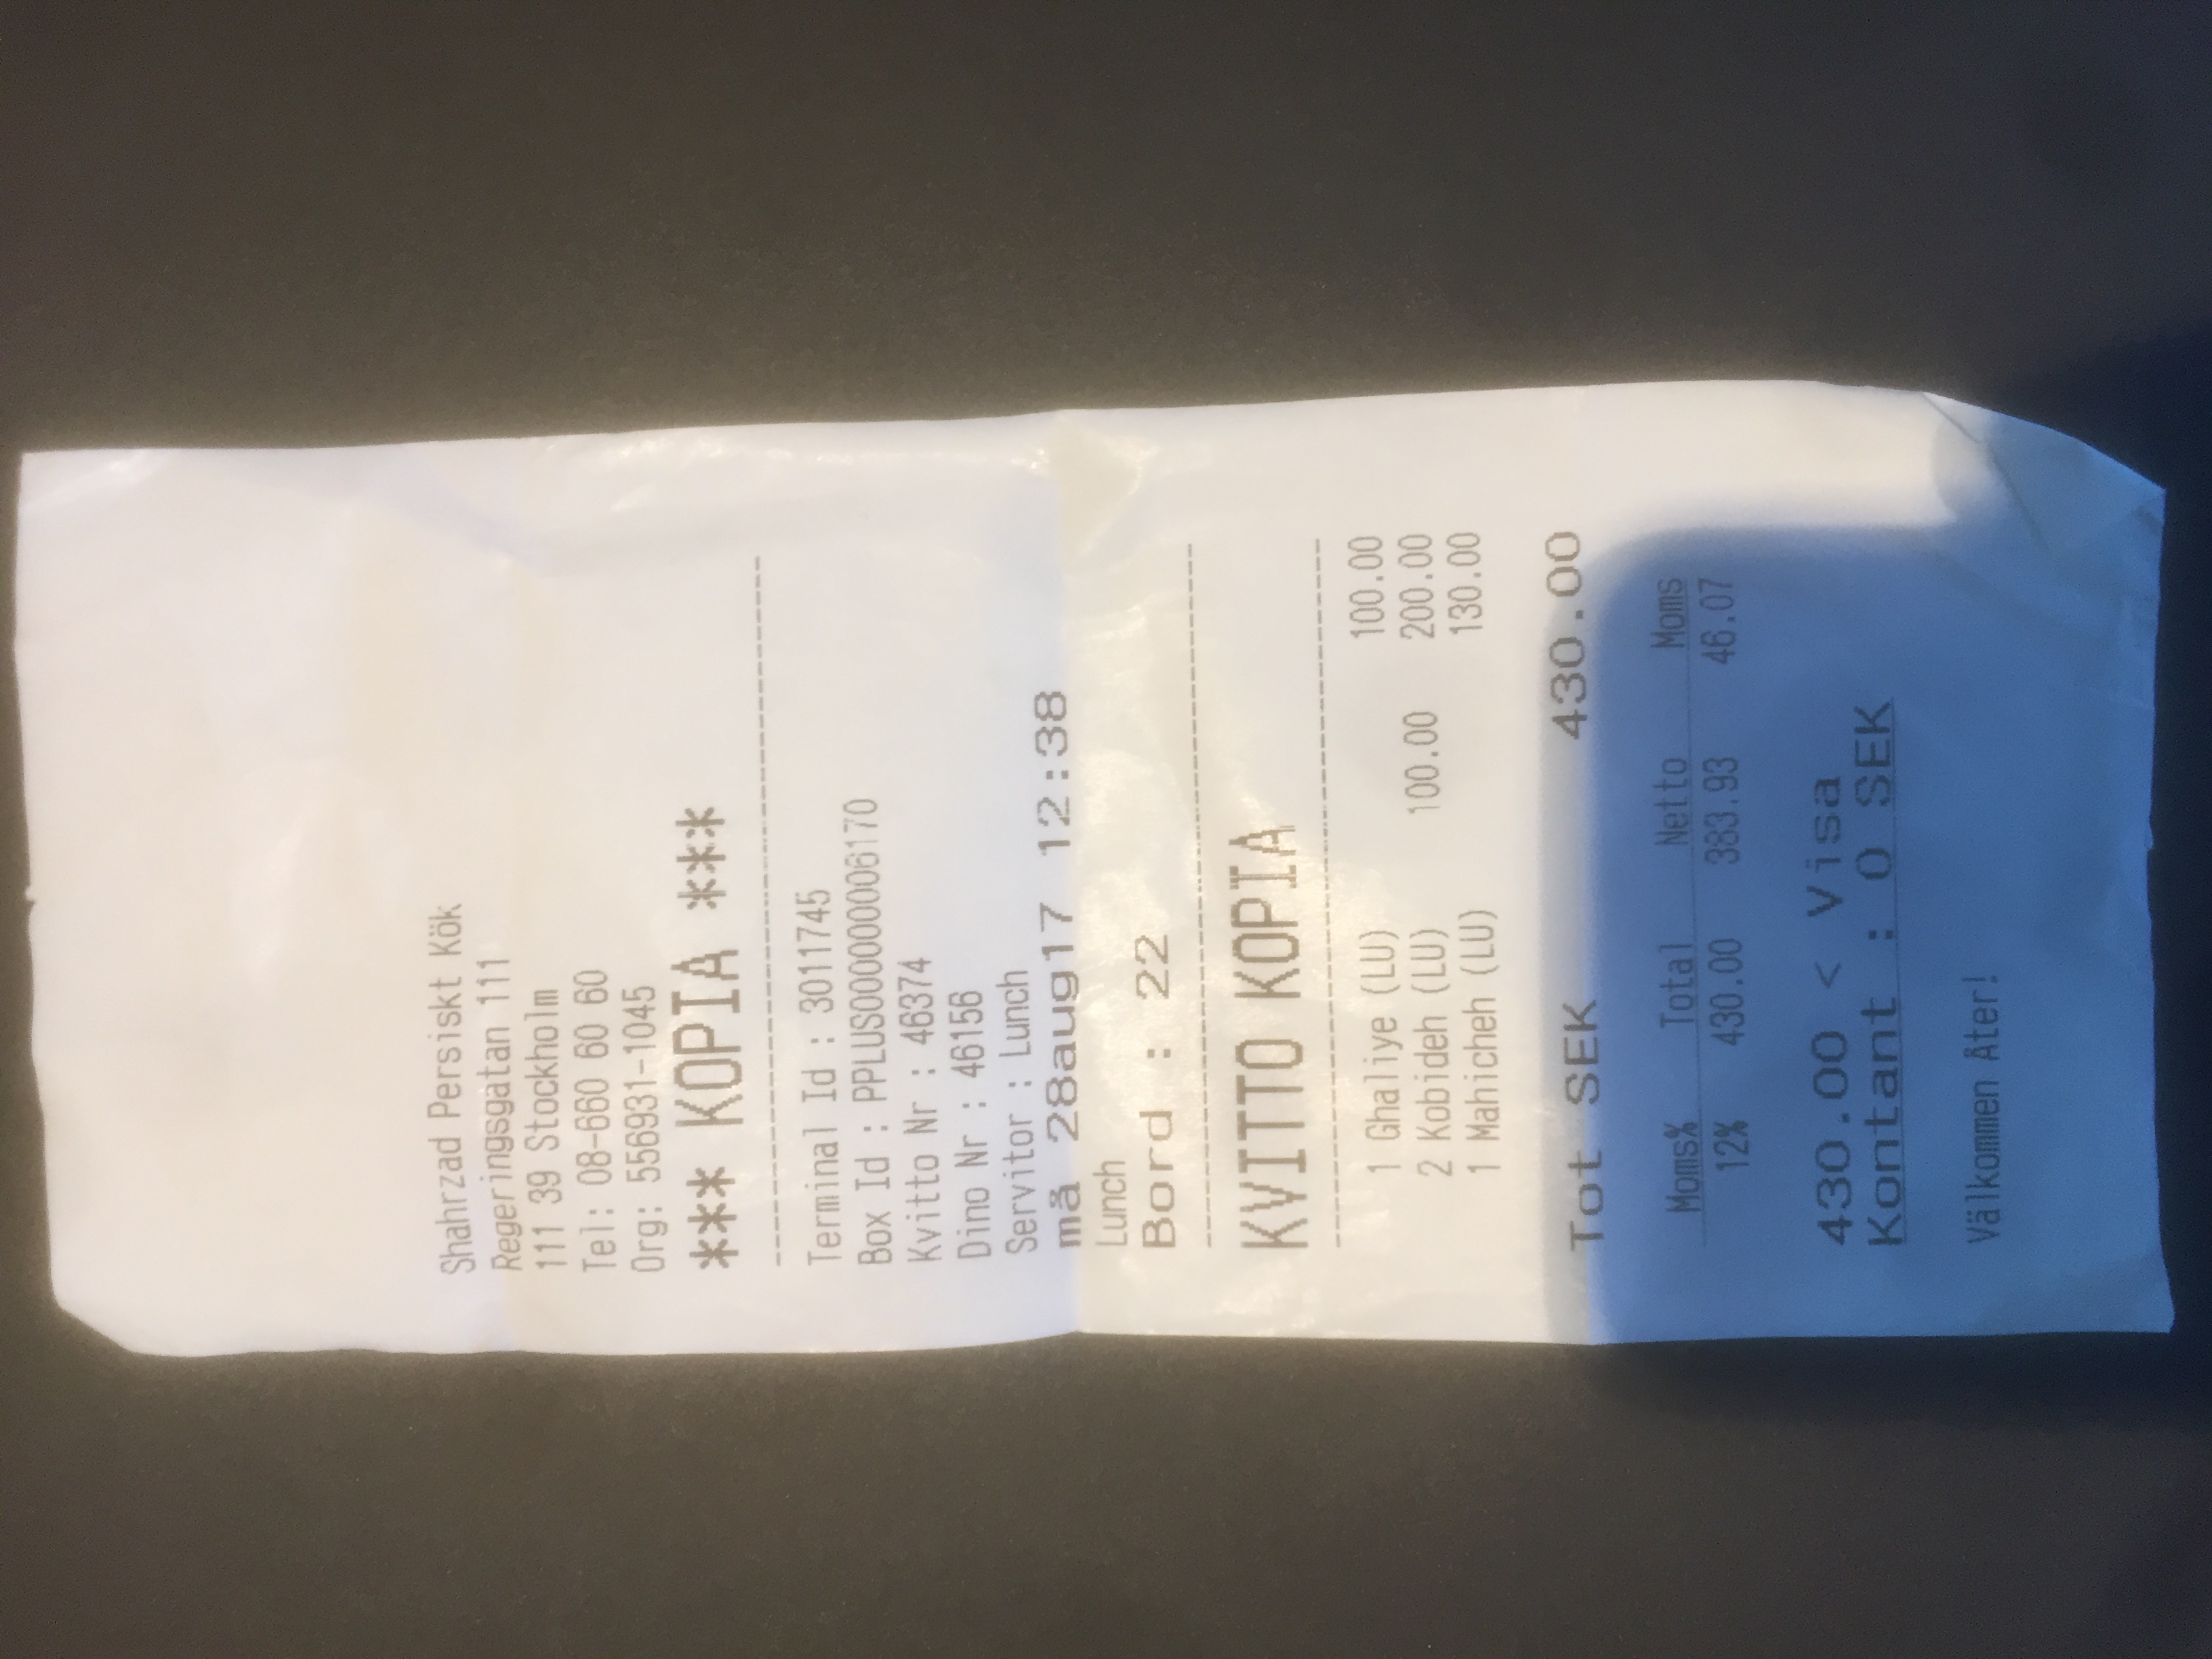 Shahrzad Persiskt Kök
Regeringsgatan 111
111 39 Stockholm
Tel: 08-660 60 60
Org: 556931-1045
*** KOPIA ***
Terminal Id : 3011745
Box Id : PPLUS000000006170
Kvitto Nr : 46374
Dino Nr : 46156
Servitor : Lunch
må 28aug17 12:38
Lunch
Bord : 22
KVITTO KOPIA
1 Ghaliye (LU) 100.00
2 Kobideh (LU) 100.00 200.00
1 Mahicheh (LU) 130.00
Tot SEK 430.00
Moms% Total Netto Moms
12% 430.00 383.93 46.07
430.00 < Visa
Kontant : 0 SEK
Välkommen Åter!